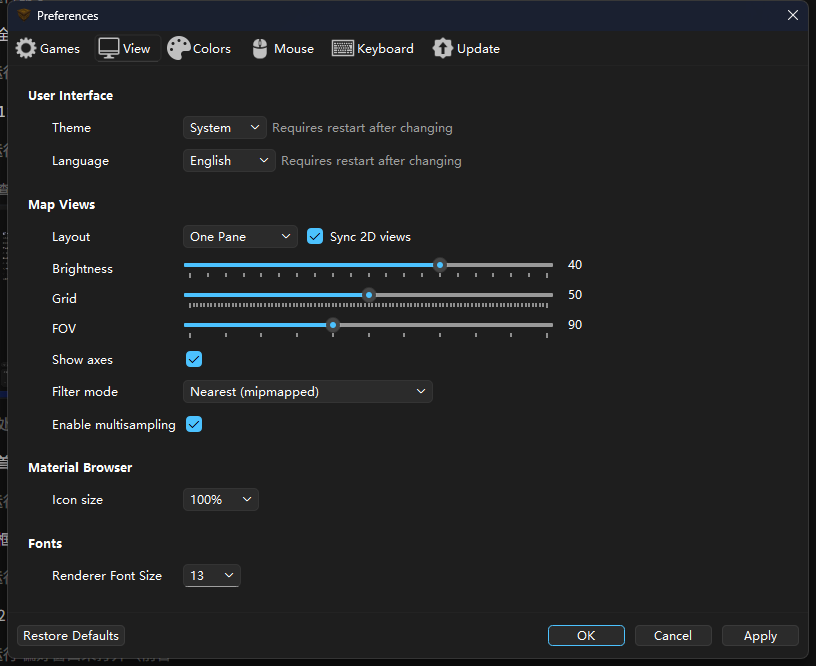 Preferences
Games View Colors Mouse Keyboard Update
User Interface
Theme System Requires restart after changing
Language English Requires restart after changing
Map Views
Layout One Pane Sync 2D views
Brightness 40
Grid 50
FOV 90
Show axes
Filter mode Nearest (mipmapped)
Enable multisampling
Material Browser
Icon size 100%
Fonts
Renderer Font Size 13
Restore Defaults OK Cancel Apply